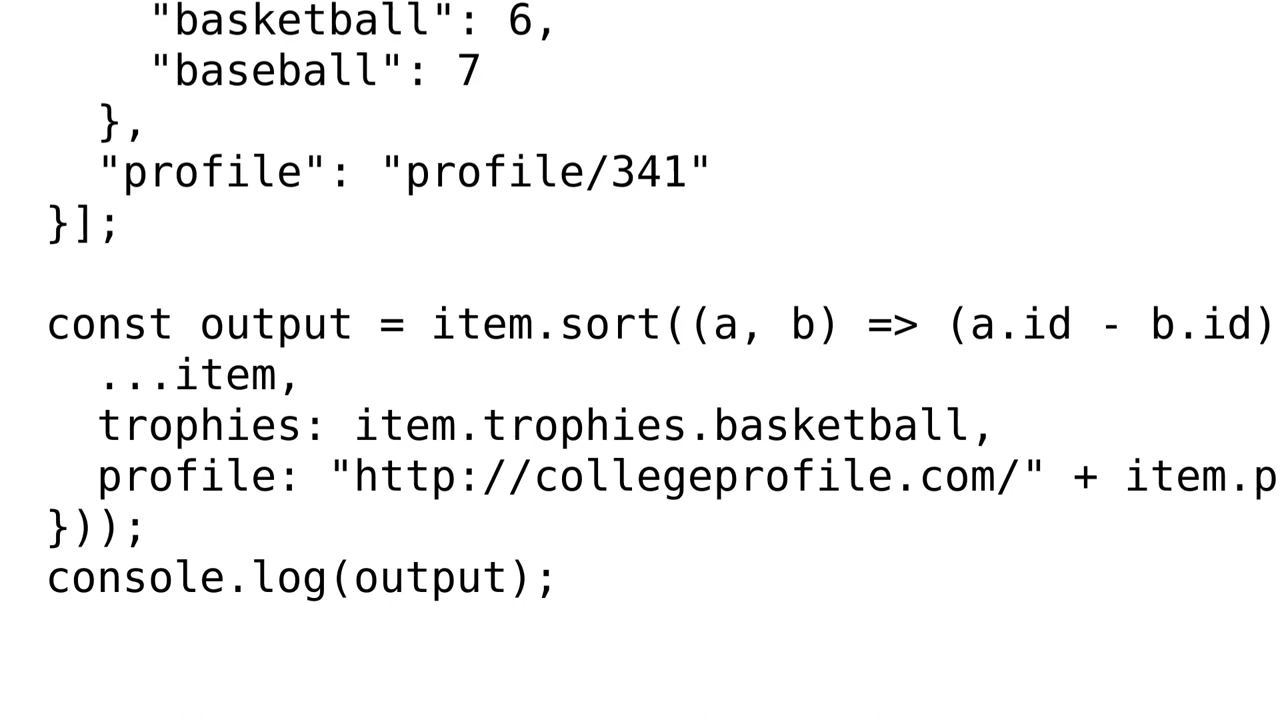 "basketball": 6,
"baseball": 7
},
"profile": "profile/341"
}];
const output = item.sort((a, b) => (a.id - b.id)
...item,
trophies: item.trophies.basketball,
profile: "http://collegeprofile.com/" + item.p
}));
console.log(output);